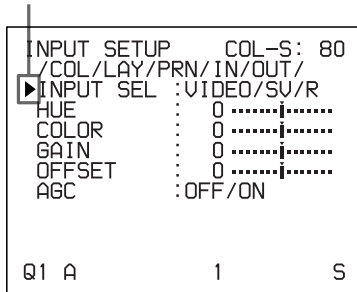 INPUT SETUP COL-S: 80
/COL/LAY/PRN/IN/OUT/
▶INPUT SEL :VIDEO/SV/R
HUE : 0
COLOR : 0
GAIN : 0
OFFSET : 0
AGC :OFF/ON
Q1 A 1 S